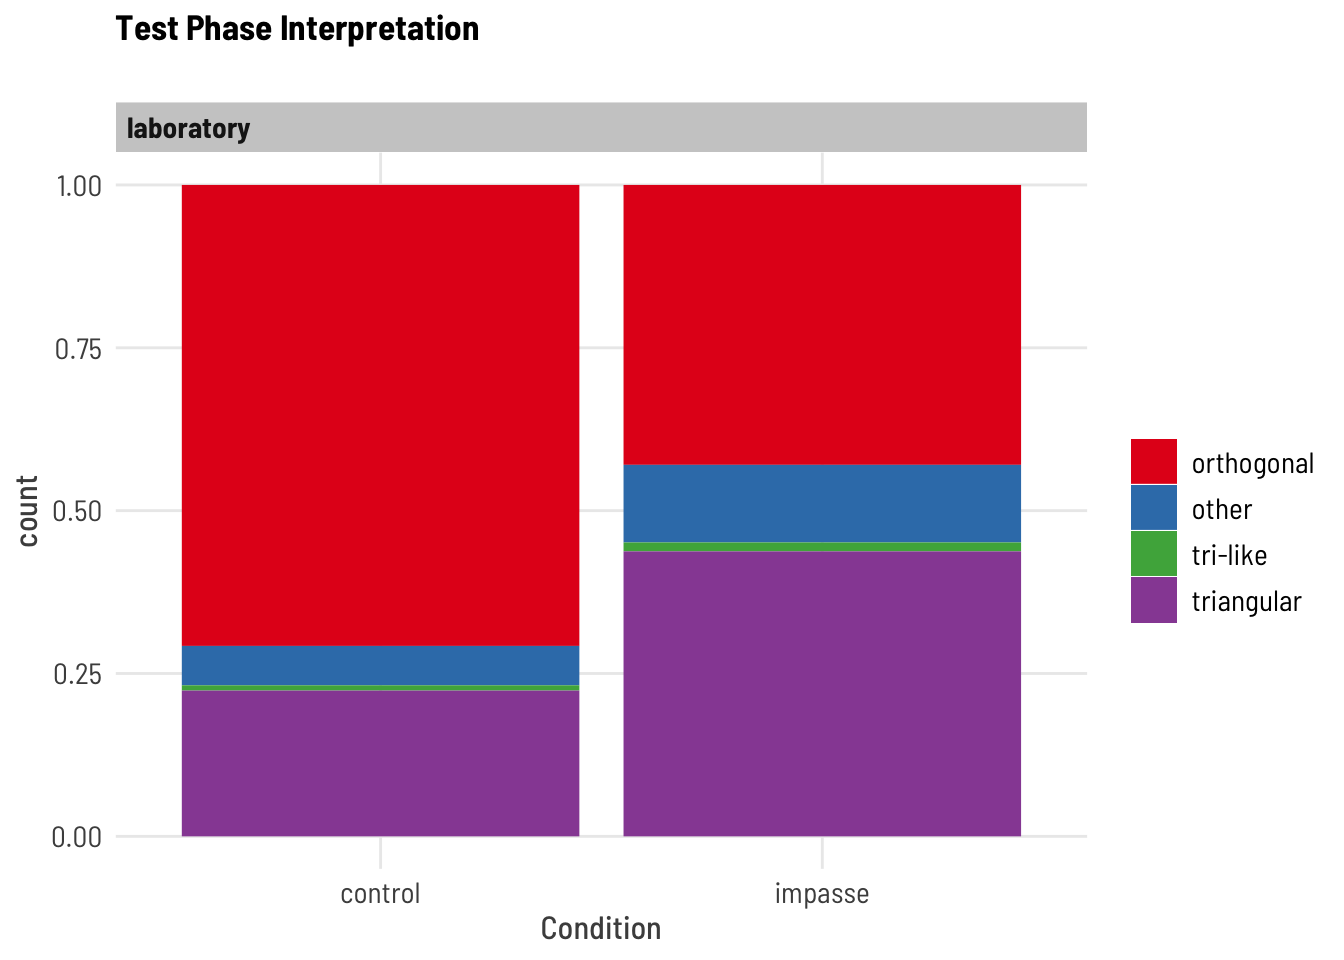 Test Phase Interpretation
laboratory
1.00
0.75
0.50
0.25
0.00
count
control
impasse
Condition
orthogonal
other
tri-like
triangular